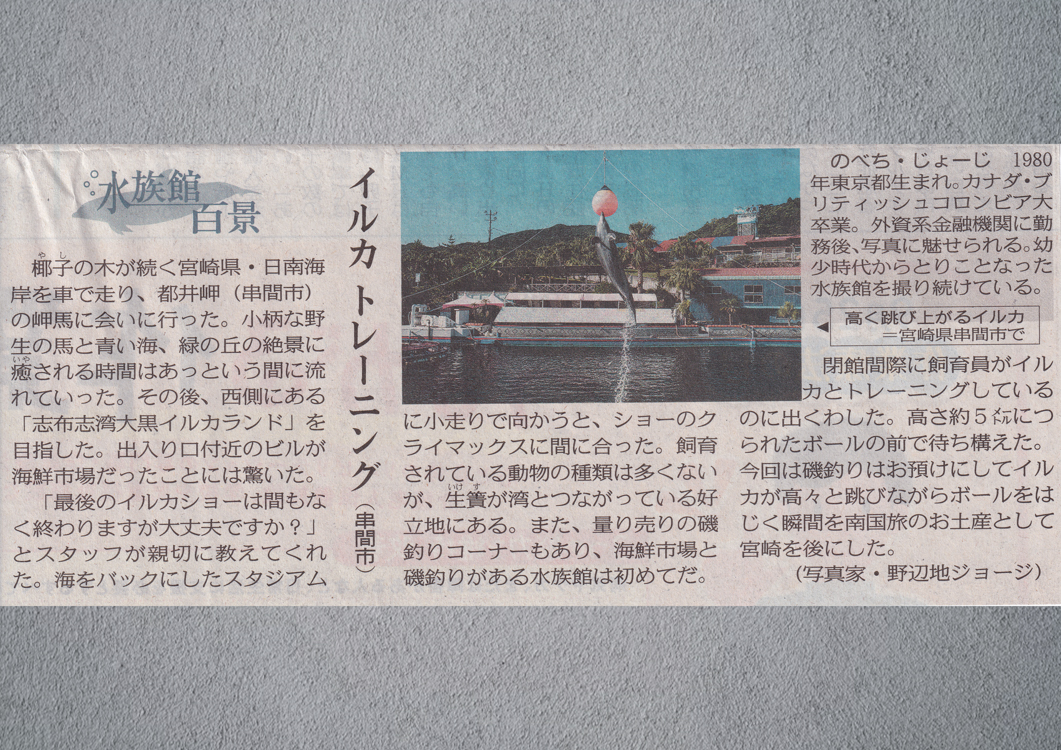 水族館
百景
イルカトレーニング(串間市)
椰子の木が続く宮崎県・日南海
岸を車で走り、都井岬(串間市)
の岬馬に会いに行った。小柄な野
生の馬と青い海、緑の丘の絶景に
癒される時間はあっという間に流
れていった。その後、西側にある
「志布志湾大黒イルカランド」を
目指した。出入り口付近のビルが
海鮮市場だったことには驚いた。
「最後のイルカショーは間もな
く終わりますが大丈夫ですか?」
とスタッフが親切に教えてくれ
た。海をバックにしたスタジアム
に小走りで向かうと、ショーのク
ライマックスに間に合った。飼育
されている動物の種類は多くない
が、生簀が湾とつながっている好
立地にある。また、量り売りの磯
釣りコーナーもあり、海鮮市場と
磯釣りがある水族館は初めてだ。
閉館間際に飼育員がイル
カとトレーニングしている
のに出くわした。高さ約5㍍につ
られたボールの前で待ち構えた。
今回は磯釣りはお預けにしてイル
カが高々と跳びながらボールをは
じく瞬間を南国旅のお土産として
宮崎を後にした。
(写真家・野辺地ジョージ)
のべち・じょーじ 1980
年東京都生まれ。カナダ・ブ
リティッシュコロンビア大
卒業。外資系金融機関に勤
務後、写真に魅せられる。幼
少時代からとりことなった
水族館を撮り続けている。
◀高く跳び上がるイルカ
=宮崎県串間市で